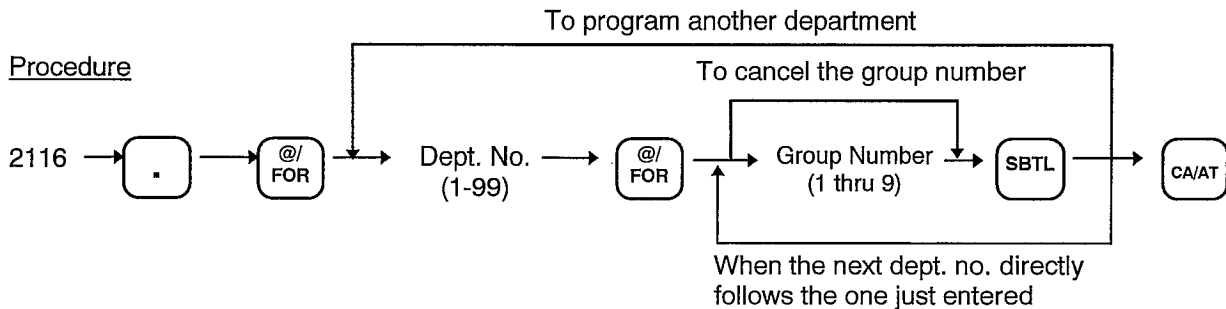 To program another department
Procedure
To cancel the group number
2116
.
@/
FOR
Dept. No.
(1-99)
@/
FOR
Group Number
(1 thru 9)
SBTL
CA/AT
When the next dept. no. directly
follows the one just entered